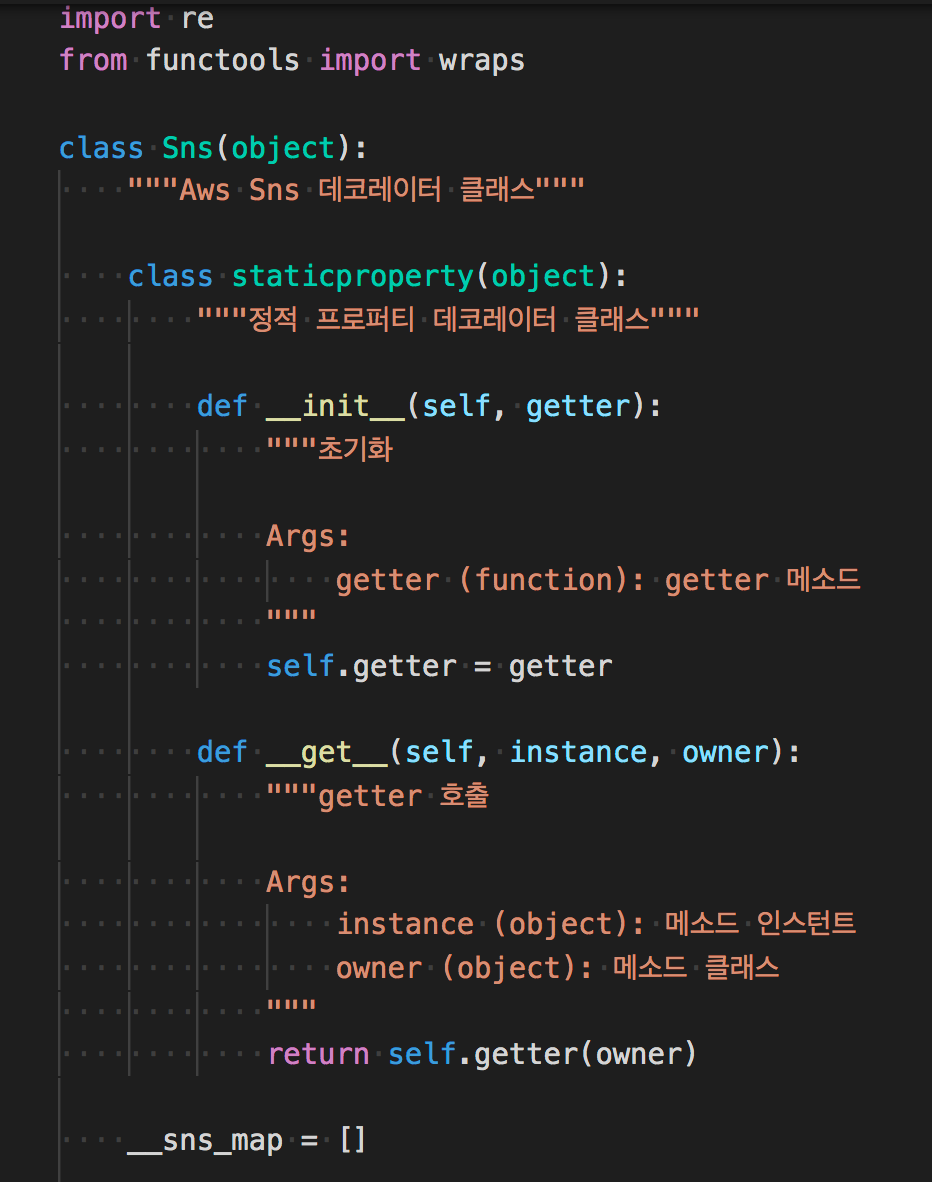 import re
from functools import wraps
class Sns(object):
"""Aws Sns 데코레이터 클래스"""
class staticproperty(object):
"""정적 프로퍼티 데코레이터 클래스"""
def __init__(self, getter):
"""초기화
Args:
getter (function): getter 메소드
"""
self.getter = getter
def __get__(self, instance, owner):
"""getter 호출
Args:
instance (object): 메소드 인스턴트
owner (object): 메소드 클래스
"""
return self.getter(owner)
__sns_map = []